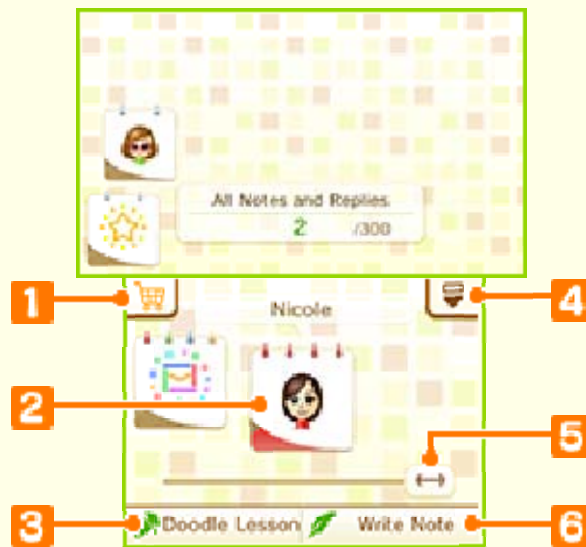 All Notes and Replies
2 /300
1
4
Nicole
2
5
3
Doodle Lesson
Write Note
6